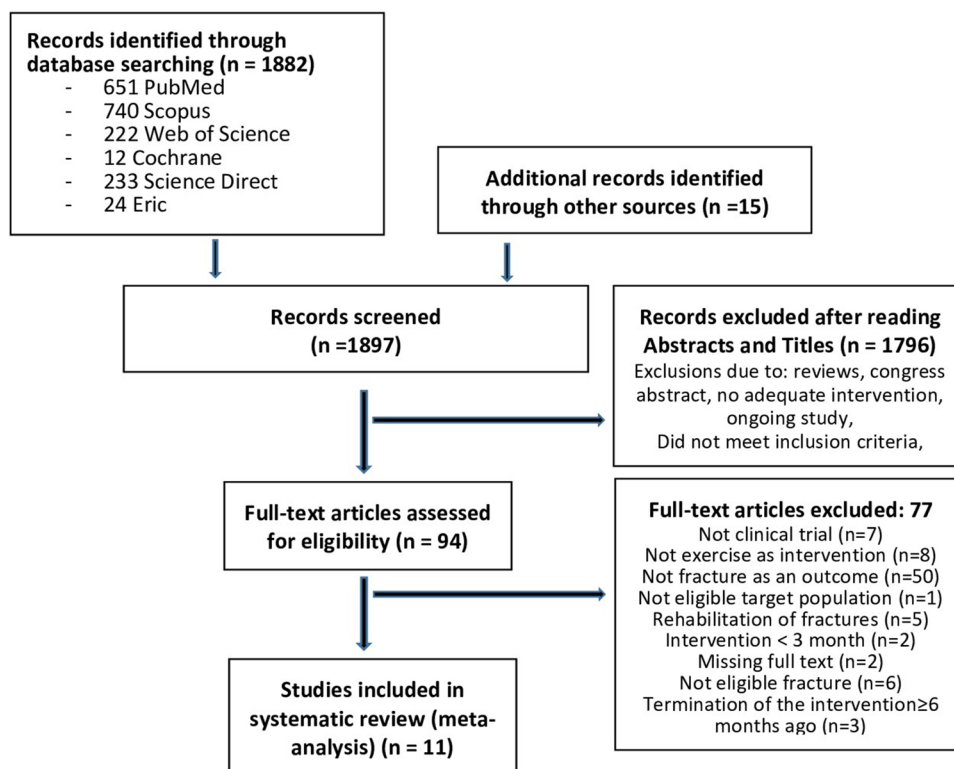 Records identified through
database searching (n = 1882)
- 651 PubMed
- 740 Scopus
- 222 Web of Science
- 12 Cochrane
- 233 Science Direct
- 24 Eric
Additional records identified
through other sources (n =15)
Records screened
(n =1897)
Records excluded after reading
Abstracts and Titles (n = 1796)
Exclusions due to: reviews, congress
abstract, no adequate intervention,
ongoing study,
Did not meet inclusion criteria,
Full-text articles assessed
for eligibility (n = 94)
Full-text articles excluded: 77
Not clinical trial (n=7)
Not exercise as intervention (n=8)
Not fracture as an outcome (n=50)
Not eligible target population (n=1)
Rehabilitation of fractures (n=5)
Intervention < 3 month (n=2)
Missing full text (n=2)
Not eligible fracture (n=6)
Termination of the intervention≥6
months ago (n=3)
Studies included in
systematic review (meta-
analysis) (n = 11)